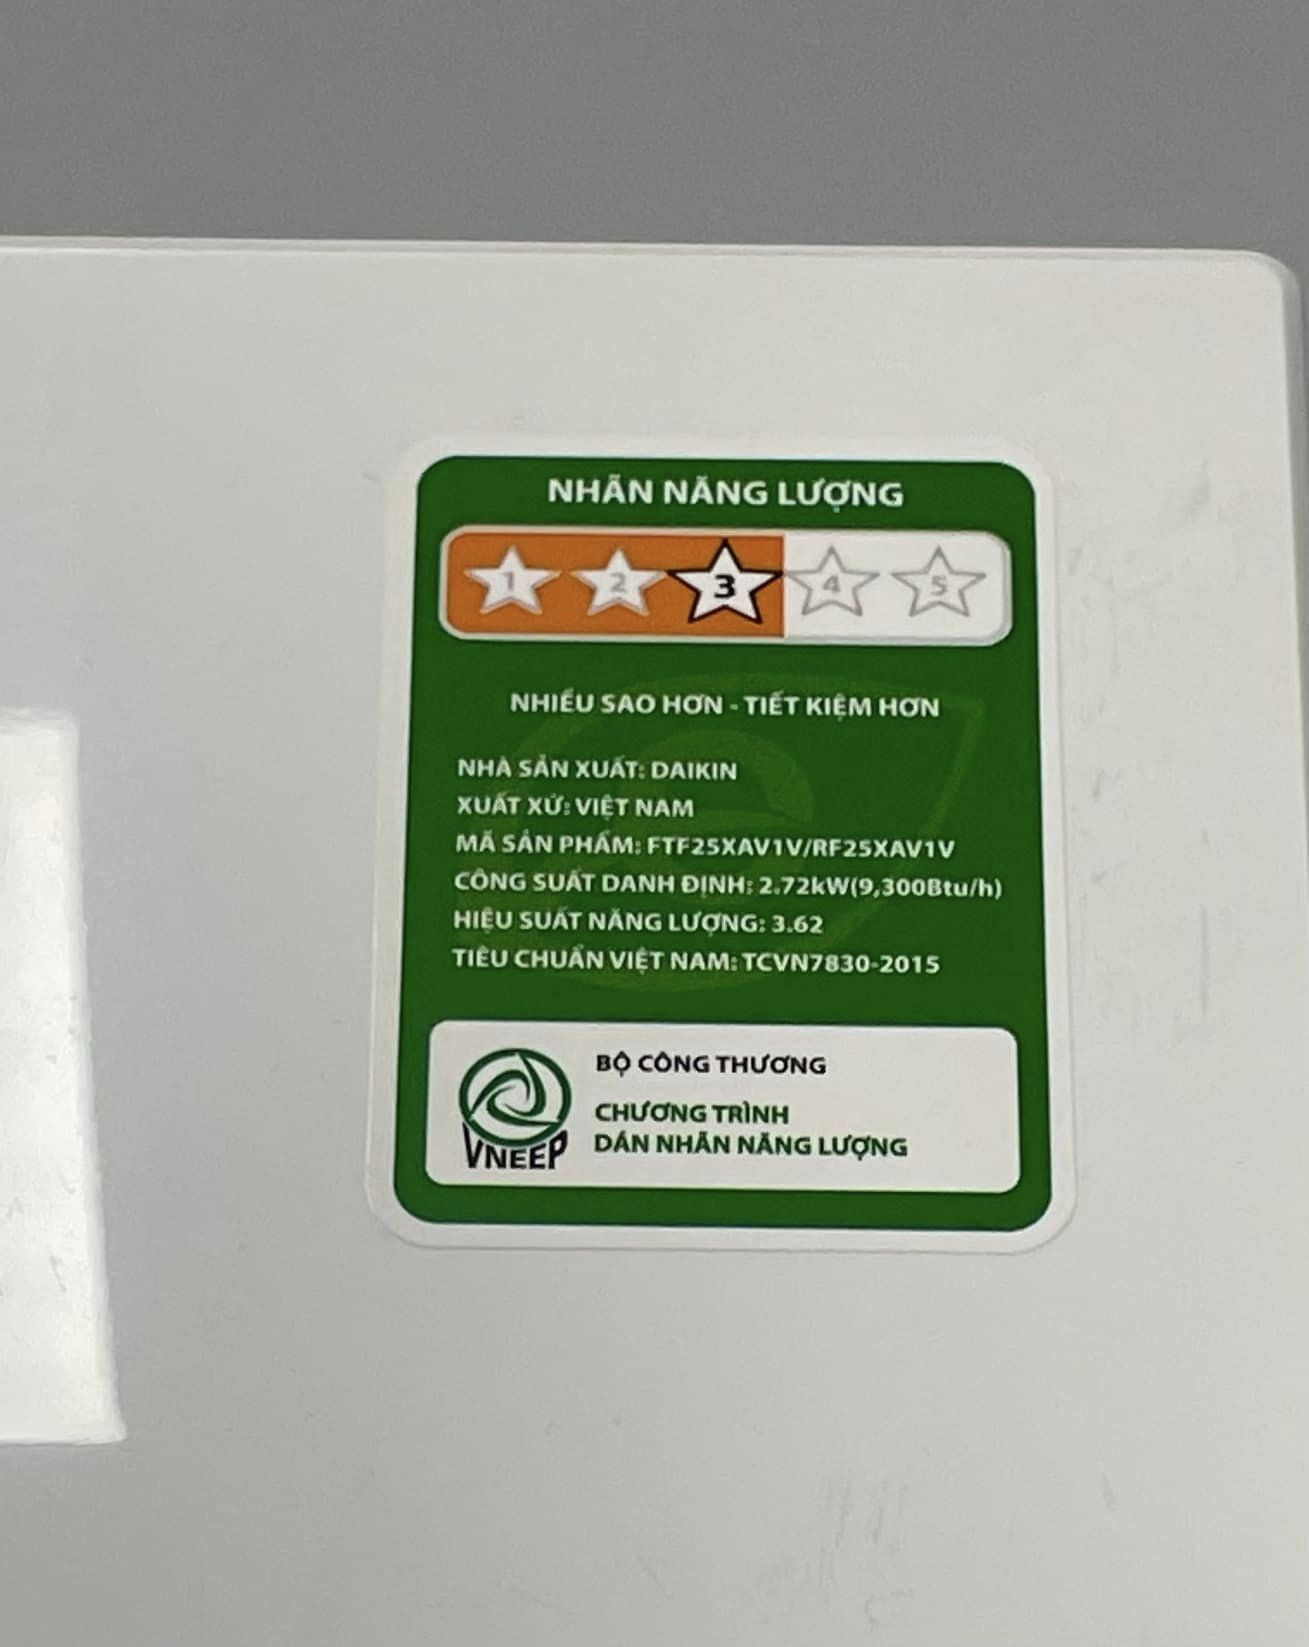 NHÃN NĂNG LƯỢNG
1 2 3 4 5
NHIỀU SAO HƠN - TIẾT KIỆM HƠN
NHÀ SẢN XUẤT: DAIKIN
XUẤT XỨ: VIỆT NAM
MÃ SẢN PHẨM: FTF25XAV1V/RF25XAV1V
CÔNG SUẤT DANH ĐỊNH: 2.72kW(9,300Btu/h)
HIỆU SUẤT NĂNG LƯỢNG: 3.62
TIÊU CHUẨN VIỆT NAM: TCVN7830-2015
BỘ CÔNG THƯƠNG
CHƯƠNG TRÌNH
DÁN NHÃN NĂNG LƯỢNG
VNEEP